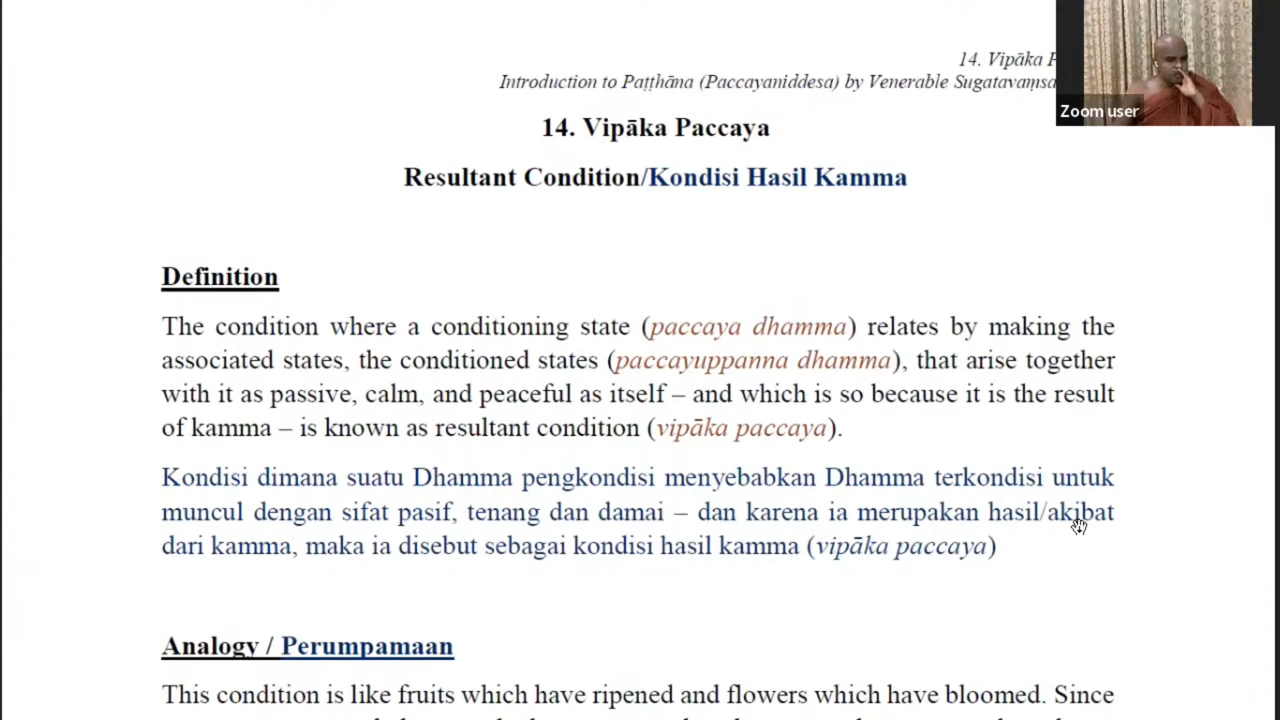 14. Vipāka P
Introduction to Paṭṭhāna (Paccayaniddesa) by Venerable Sugatavaṃsa
Zoom user
14. Vipāka Paccaya
Resultant Condition/Kondisi Hasil Kamma
Definition
The condition where a conditioning state (paccaya dhamma) relates by making the
associated states, the conditioned states (paccayuppanna dhamma), that arise together
with it as passive, calm, and peaceful as itself – and which is so because it is the result
of kamma – is known as resultant condition (vipāka paccaya).
Kondisi dimana suatu Dhamma pengkondisi menyebabkan Dhamma terkondisi untuk
muncul dengan sifat pasif, tenang dan damai – dan karena ia merupakan hasil/akibat
dari kamma, maka ia disebut sebagai kondisi hasil kamma (vipāka paccaya)
Analogy / Perumpamaan
This condition is like fruits which have ripened and flowers which have bloomed. Since